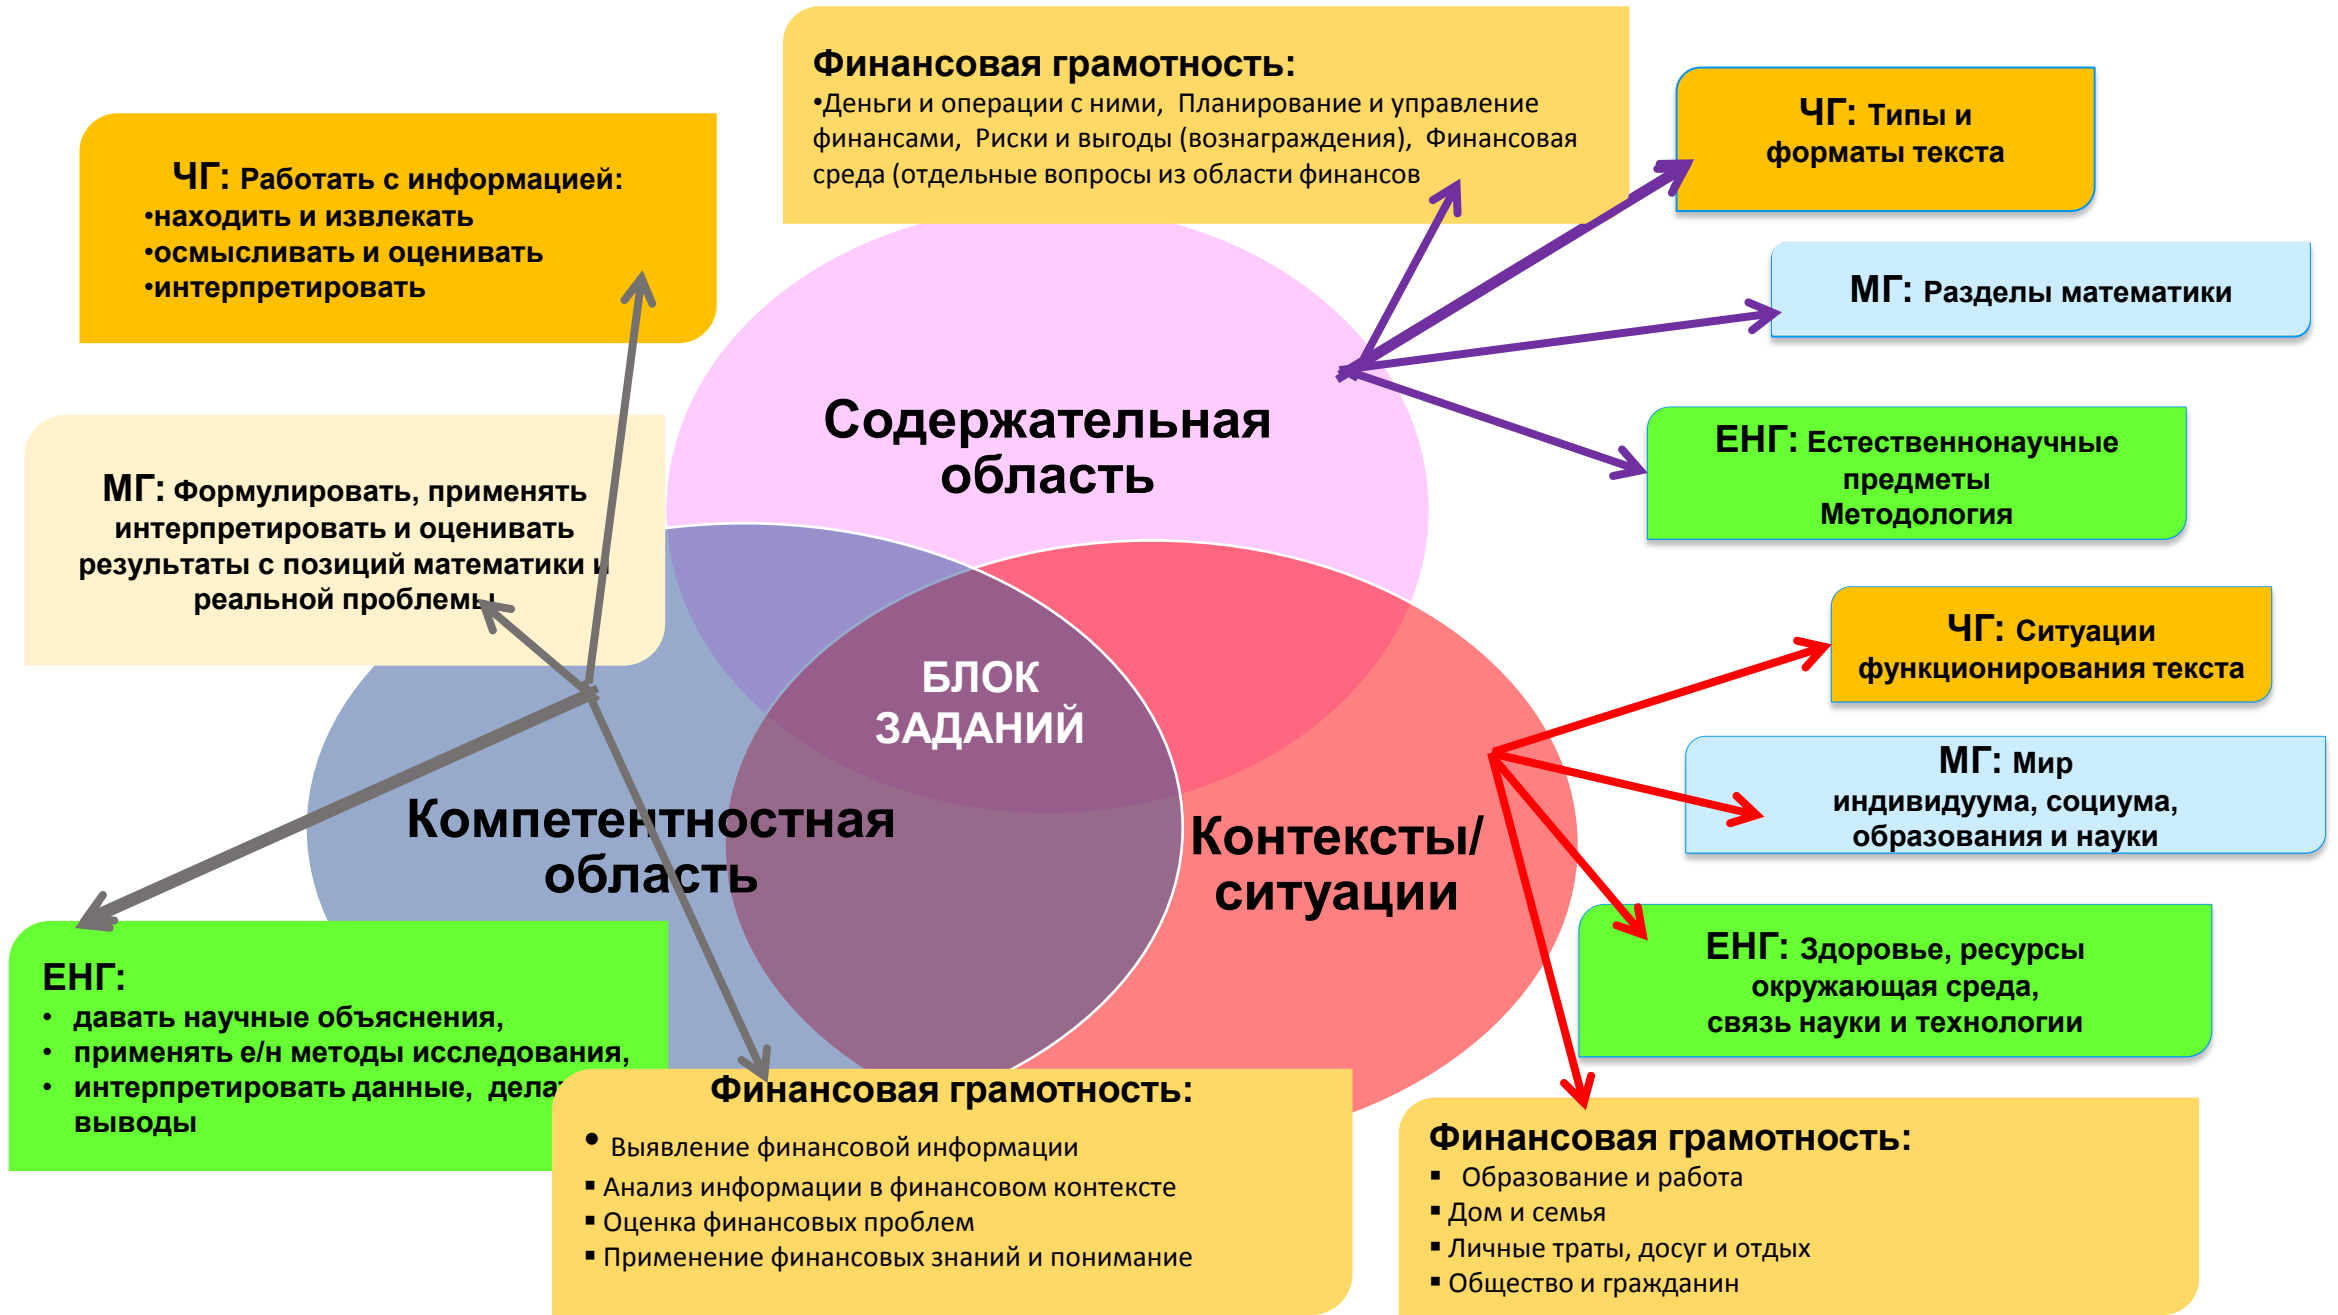 Финансовая грамотность:
•Деньги и операции с ними, Планирование и управление
финансами, Риски и выгоды (вознаграждения), Финансовая
среда (отдельные вопросы из области финансов
ЧГ: Типы и
форматы текста
ЧГ: Работать с информацией:
•находить и извлекать
•осмысливать и оценивать
•интерпретировать
МГ: Разделы математики
Содержательная
область
ЕНГ: Естественнонаучные
предметы
Методология
МГ: Формулировать, применять
интерпретировать и оценивать
результаты с позиций математики и
реальной проблемы
ЧГ: Ситуации
функционирования текста
БЛОК
ЗАДАНИЙ
МГ: Мир
индивидуума, социума,
образования и науки
Компетентностная
область
Контексты/
ситуации
ЕНГ: Здоровье, ресурсы
окружающая среда,
связь науки и технологии
ЕНГ:
• давать научные объяснения,
• применять е/н методы исследования,
• интерпретировать данные,
выводы
Финансовая грамотность:
• Выявление финансовой информации
▪ Анализ информации в финансовом контексте
▪ Оценка финансовых проблем
▪ Применение финансовых знаний и понимание
Финансовая грамотность:
▪ Образование и работа
▪ Дом и семья
▪ Личные траты, досуг и отдых
▪ Общество и гражданин